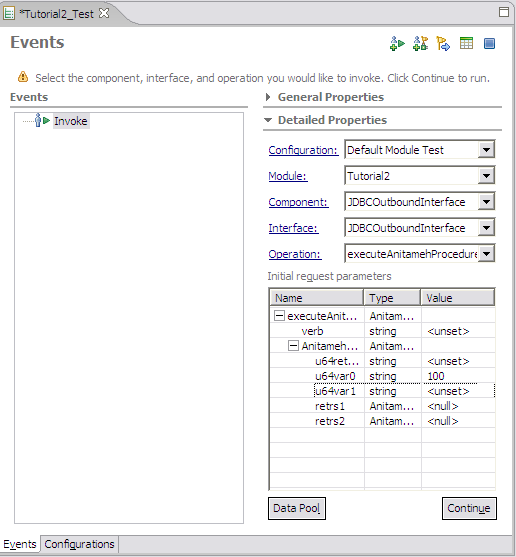 *Tutorial2_Test
Events
Select the component, interface, and operation you would like to invoke. Click Continue to run.
Events
Invoke
General Properties
Detailed Properties
Configuration: Default Module Test
Module: Tutorial2
Component: JDBCOutboundInterface
Interface: JDBCOutboundInterface
Operation: executeAnitamehProcedure
Initial request parameters
Name Type Value
executeAnit... Anitam...
verb string <unset>
Anitameh... Anitam...
u64ret... string <unset>
u64var0 string 100
u64var1 string <unset>
retrs1 Anitam... <null>
retrs2 Anitam... <null>
Data Pool Continue
Events Configurations